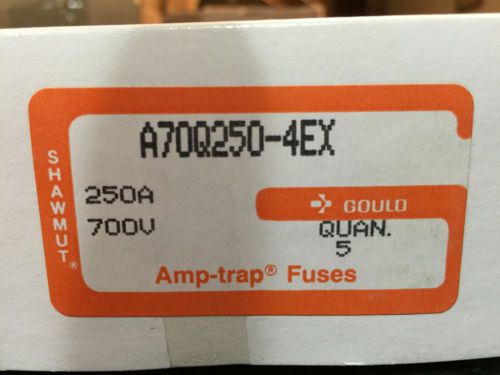 A70Q250-4EX
SHAWMUT®
250A
GOULD
700V
QUAN.
5
Amp-trap® Fuses